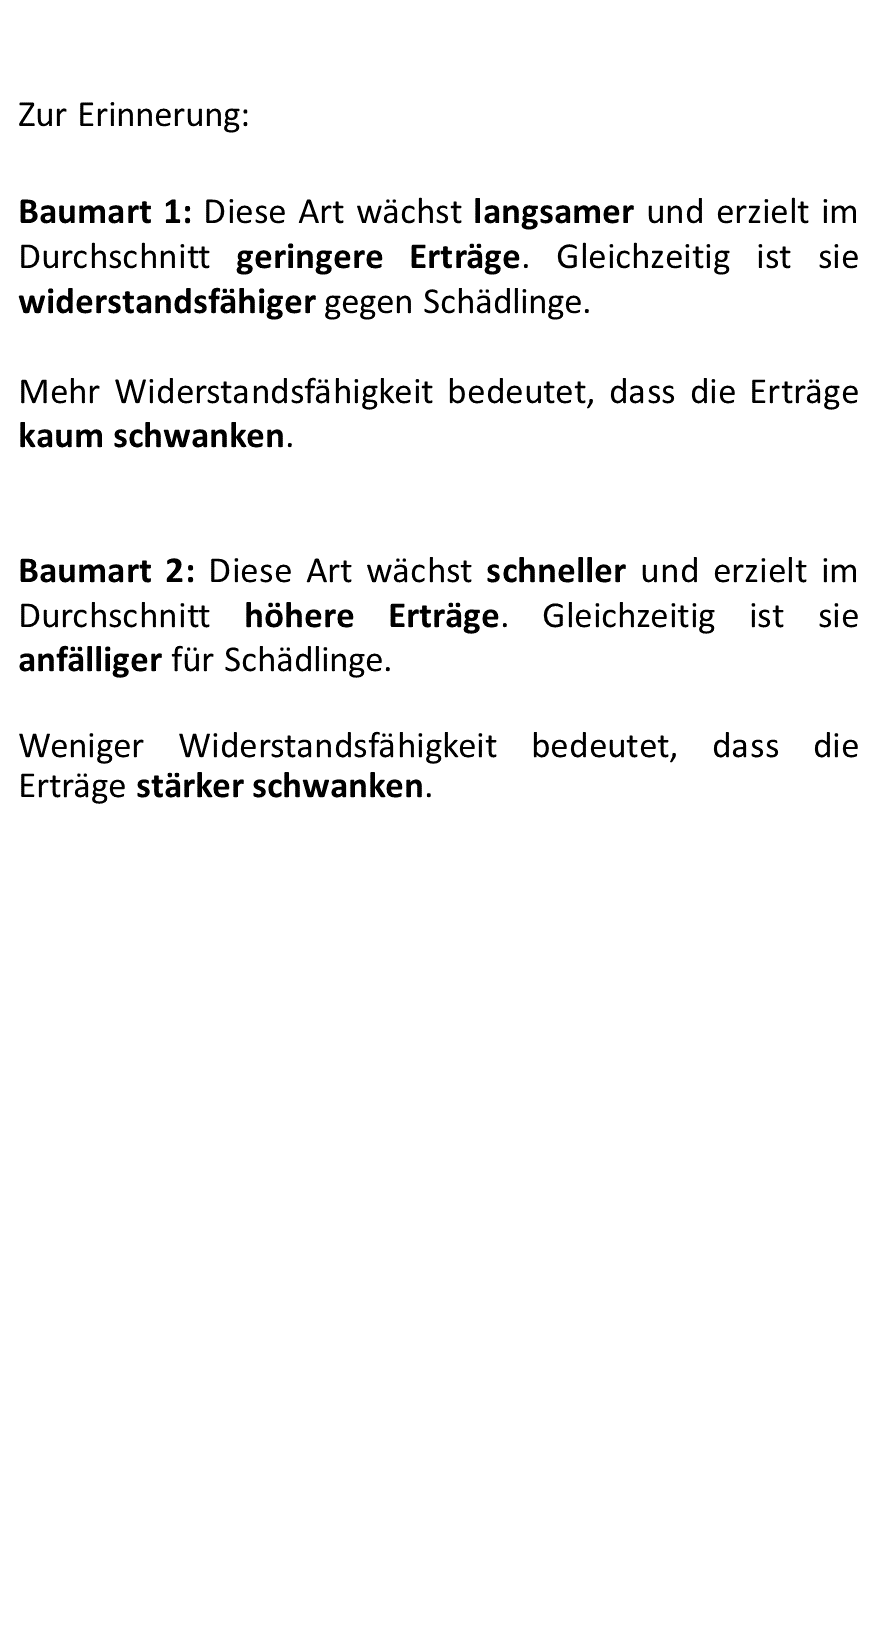 Zur Erinnerung:
Baumart 1: Diese Art wächst langsamer und erzielt im
Durchschnitt geringere Erträge. Gleichzeitig ist sie
widerstandsfähiger gegen Schädlinge.
Mehr Widerstandsfähigkeit bedeutet, dass die Erträge
kaum schwanken.
Baumart 2: Diese Art wächst schneller und erzielt im
Durchschnitt höhere Erträge. Gleichzeitig ist sie
anfälliger für Schädlinge.
Weniger Widerstandsfähigkeit bedeutet, dass die
Erträge stärker schwanken.